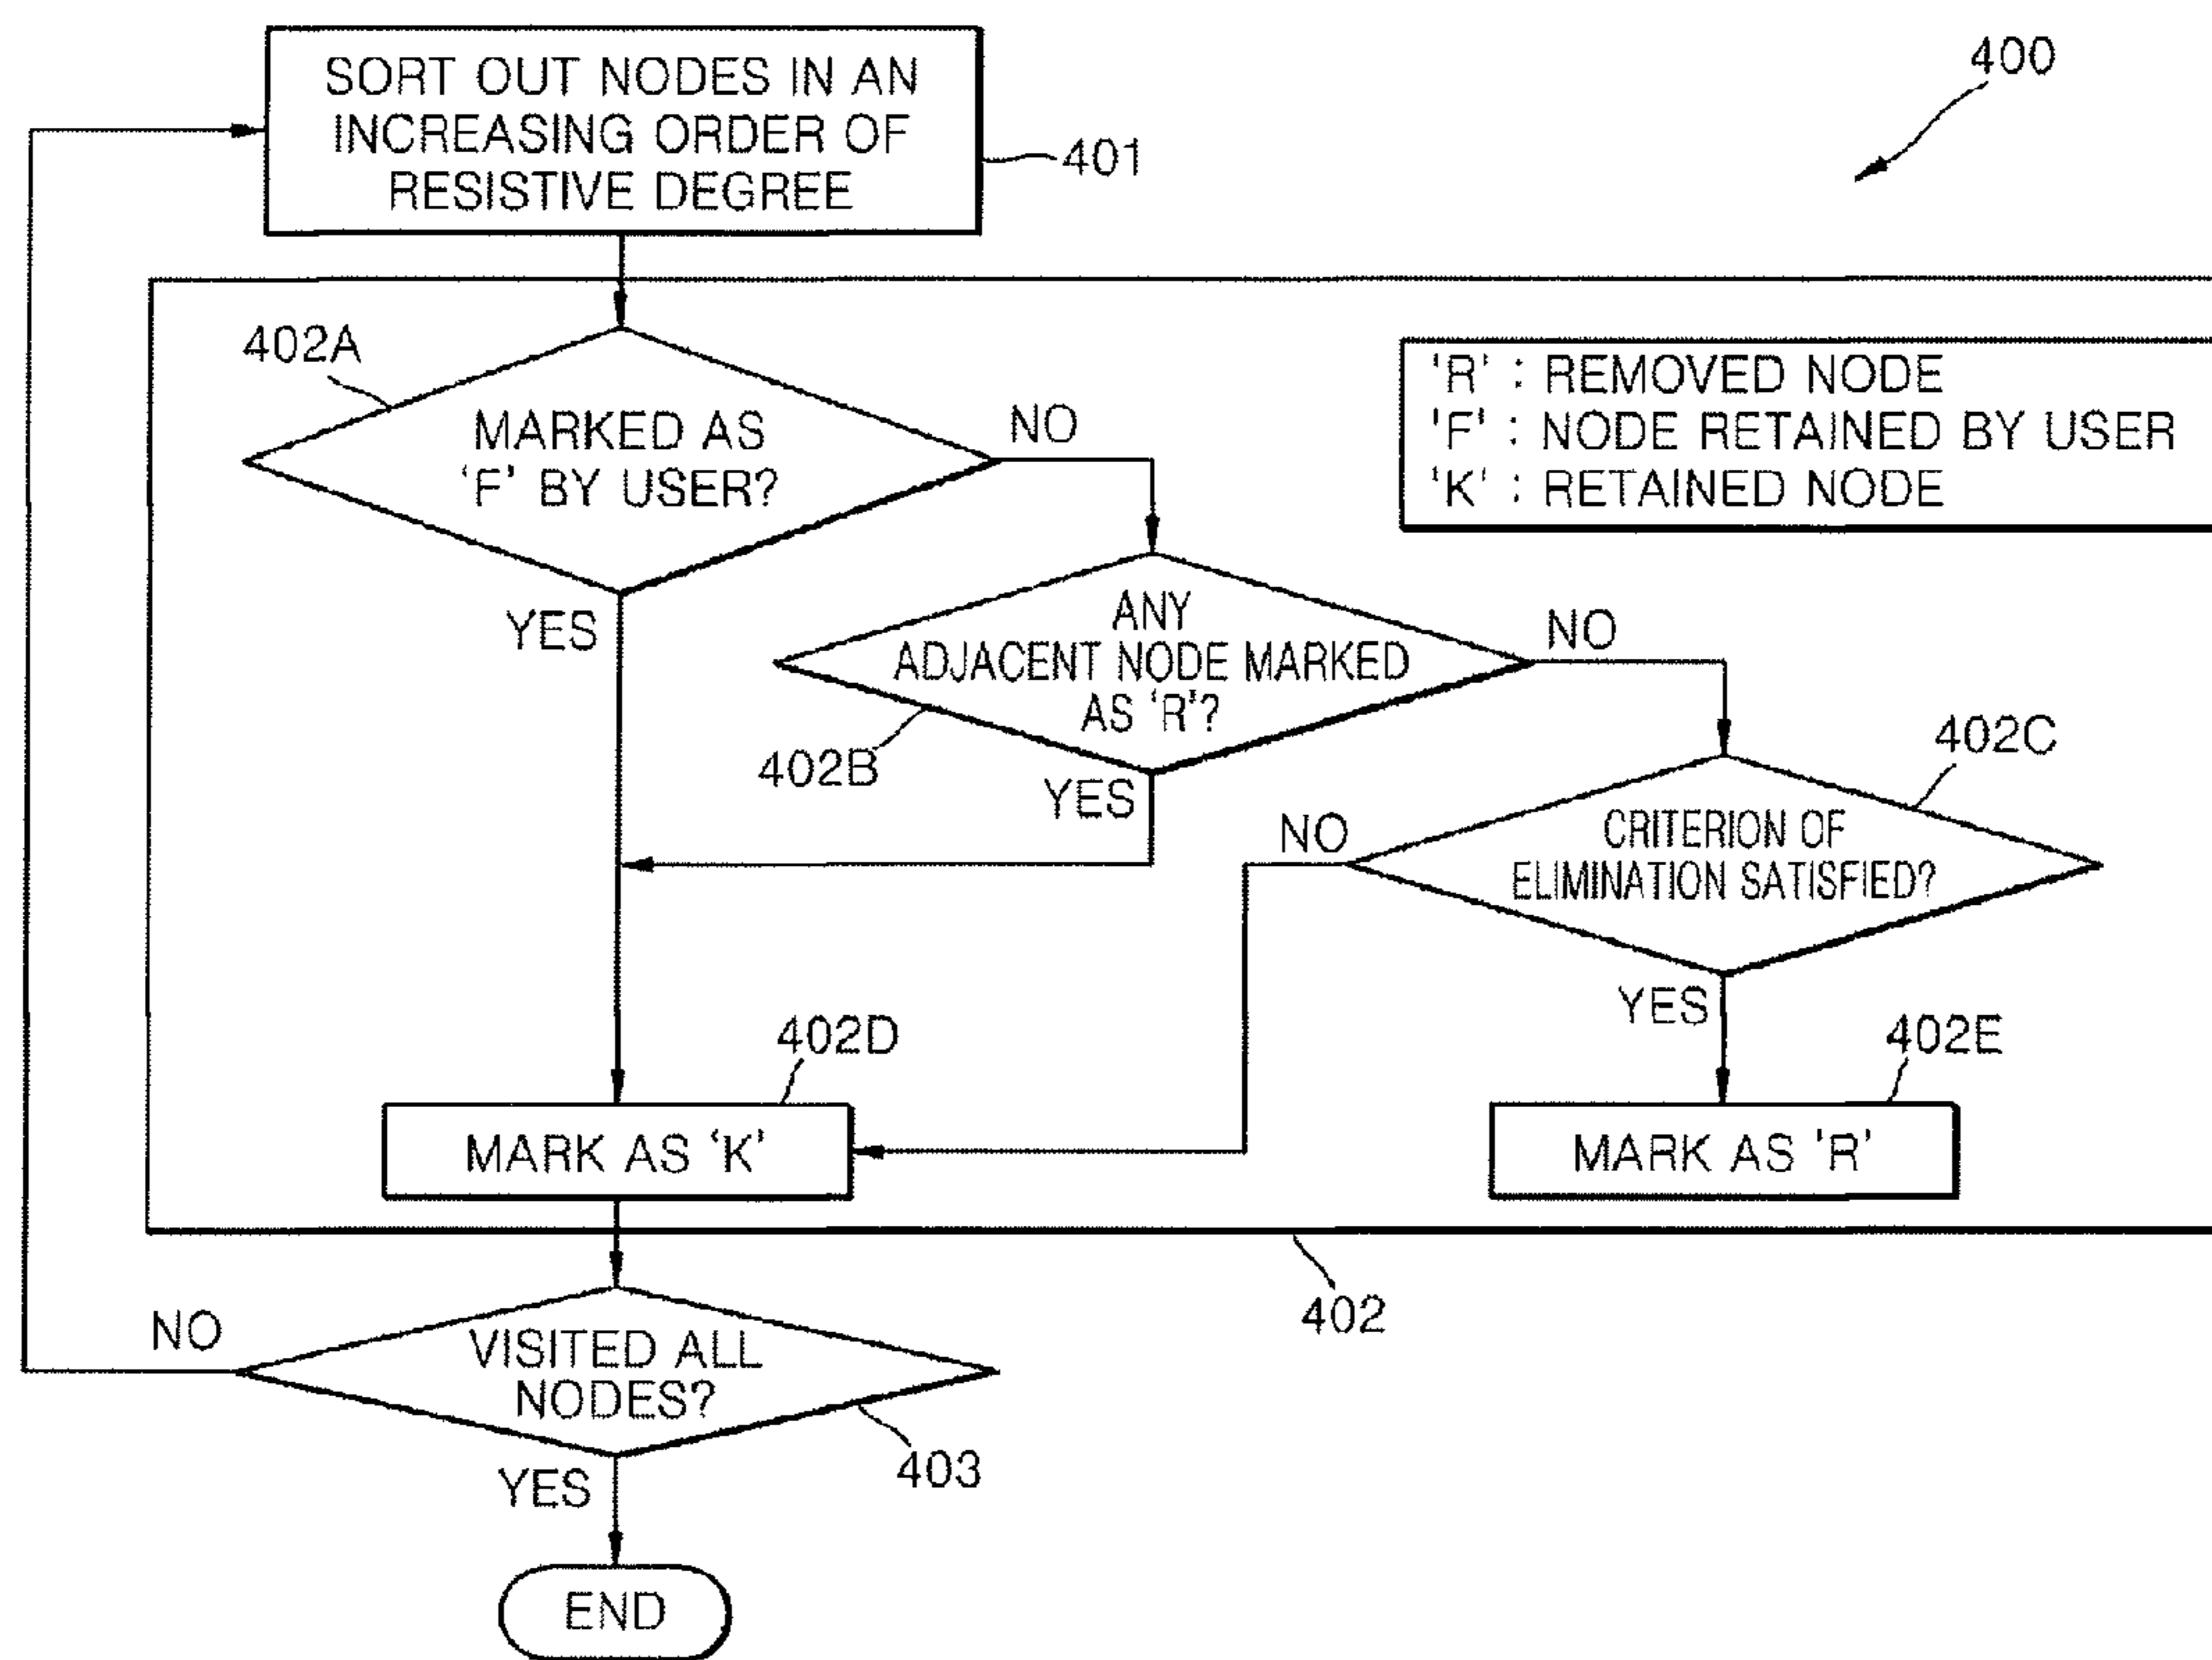 400
SORT OUT NODES IN AN
INCREASING ORDER OF
RESISTIVE DEGREE
401
402A
MARKED AS
'F' BY USER?
NO
YES
'R' : REMOVED NODE
'F' : NODE RETAINED BY USER
'K' : RETAINED NODE
ANY
ADJACENT NODE MARKED
AS 'R'?
NO
402B
YES
402C
CRITERION OF
ELIMINATION SATISFIED?
NO
YES
402D
MARK AS 'K'
402E
MARK AS 'R'
402
NO
VISITED ALL
NODES?
403
YES
END